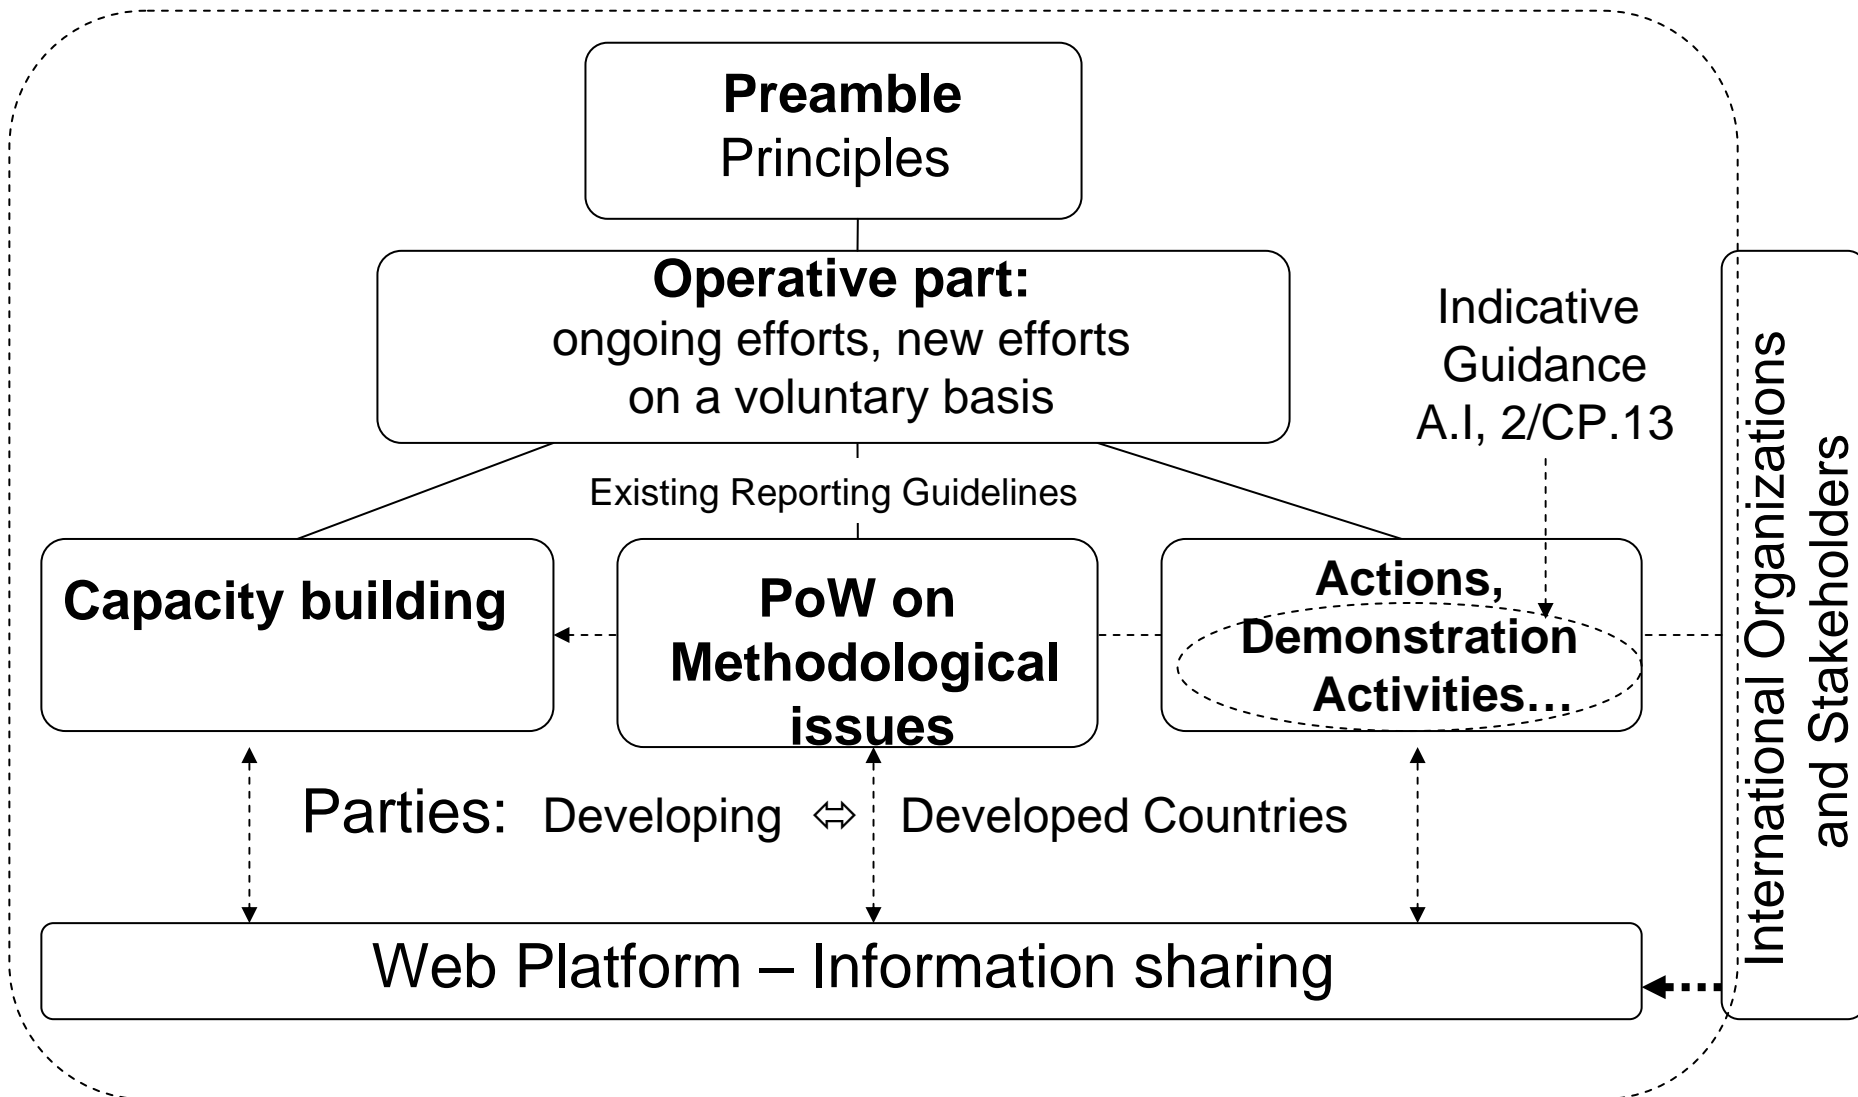 Preamble
Principles
Operative part:
ongoing efforts, new efforts
on a voluntary basis
Indicative
Guidance
A.I, 2/CP.13
Existing Reporting Guidelines
Capacity building
PoW on
Methodological
issues
Actions,
Demonstration
Activities…
International Organizations
and Stakeholders
Parties: Developing ⇔ Developed Countries
Web Platform – Information sharing